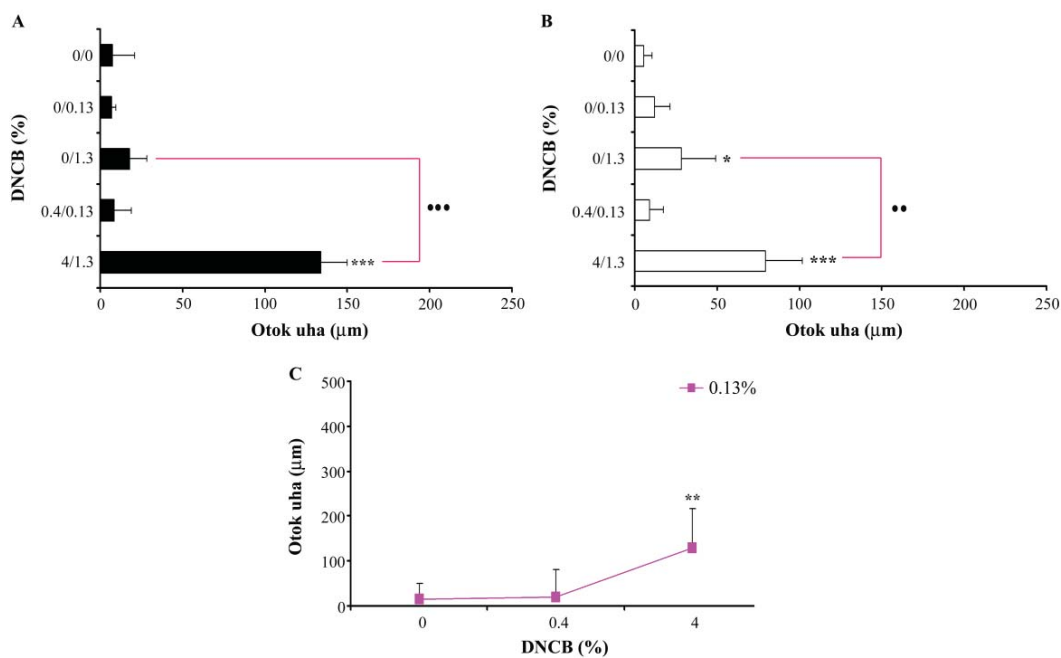 A
DNCB (%)
0/0
0/0.13
0/1.3
0.4/0.13
4/1.3
•••
***
0 50 100 150 200 250
Otok uha (μm)
B
DNCB (%)
0/0
0/0.13
0/1.3
0.4/0.13
4/1.3
*
••
***
0 50 100 150 200 250
Otok uha (μm)
C
Otok uha (μm)
500
400
300
200
100
0
0.13%
**
0 0.4 4
DNCB (%)